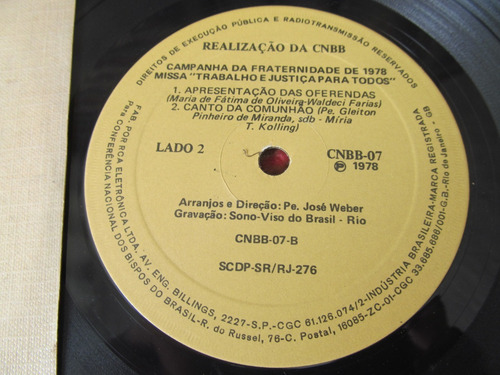 DIREITOS DE EXECUÇÃO PÚBLICA E RADIOTRANSMISSÃO RESERVADOS
REALIZAÇÃO DA CNBB
CAMPANHA DA FRATERNIDADE DE 1978
MISSA "TRABALHO E JUSTIÇA PARA TODOS"
1. APRESENTAÇÃO DAS OFERENDAS
(Maria de Fátima de Oliveira-Waldeci Farias)
2. CANTO DA COMUNHÃO (Pe. Gleiton
Pinheiro de Miranda, sdb - Míria
T. Kolling)
LADO 2
CNBB-07
Ⓟ 1978
Arranjos e Direção: Pe. José Weber
Gravação: Sono-Viso do Brasil - Rio
CNBB-07-B
SCDP-SR/RJ-276
FAB. POR RCA ELETRÔNICA LTDA. AV. ENG. BILLINGS, 2227-S.P.-CGC 61.126.074/2-INDÚSTRIA BRASILEIRA-MARCA REGISTRADA
Para CONFERÊNCIA NACIONAL DOS BISPOS DO BRASIL-R. do Russel, 76-C. Postal, 16085-ZC-01-CGC 33.685.686/001-G.B.-Rio de Janeiro - GB